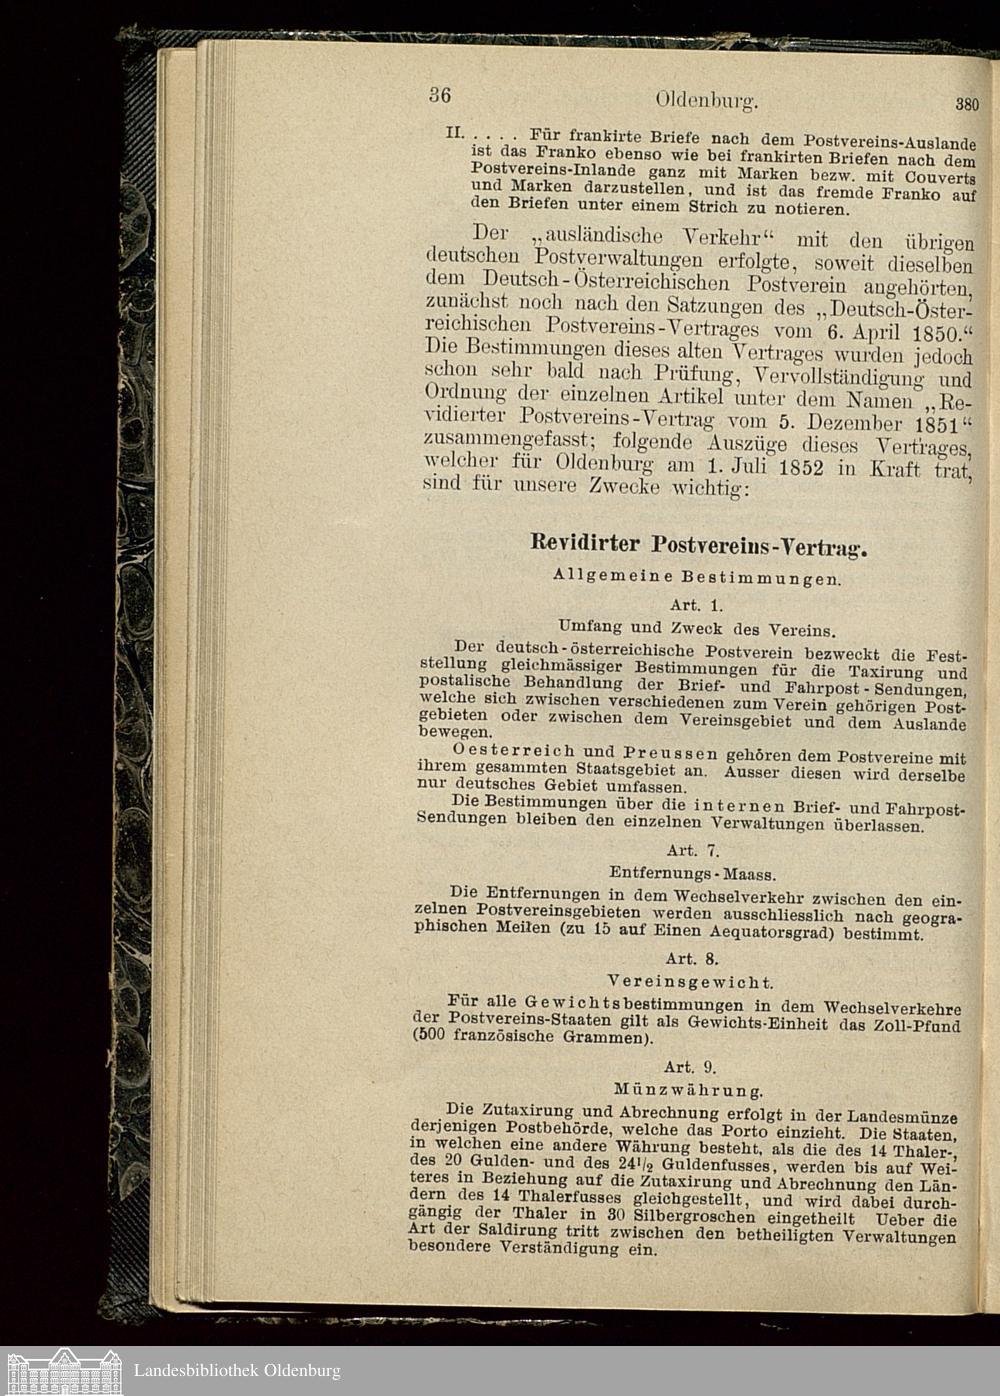 36 Oldenburg. 380
II. . . . . Für frankirte Briefe nach dem Postvereins-Auslande
ist das Franko ebenso wie bei frankirten Briefen nach dem
Postvereins-Inlande ganz mit Marken bezw. mit Couverts
und Marken darzustellen, und ist das fremde Franko auf
den Briefen unter einem Strich zu notieren.
Der „ausländische Verkehr“ mit den übrigen
deutschen Postverwaltungen erfolgte, soweit dieselben
dem Deutsch-Österreichischen Postverein angehörten,
zunächst noch nach den Satzungen des „Deutsch-Öster-
reichischen Postvereins-Vertrages vom 6. April 1850.“
Die Bestimmungen dieses alten Vertrages wurden jedoch
schon sehr bald nach Prüfung, Vervollständigung und
Ordnung der einzelnen Artikel unter dem Namen „Re-
vidierter Postvereins-Vertrag vom 5. Dezember 1851“
zusammengefasst; folgende Auszüge dieses Vertrages,
welcher für Oldenburg am 1. Juli 1852 in Kraft trat,
sind für unsere Zwecke wichtig:
Revidirter Postvereins-Vertrag.
Allgemeine Bestimmungen.
Art. 1.
Umfang und Zweck des Vereins.
Der deutsch-österreichische Postverein bezweckt die Fest-
stellung gleichmässiger Bestimmungen für die Taxirung und
postalische Behandlung der Brief- und Fahrpost-Sendungen,
welche sich zwischen verschiedenen zum Verein gehörigen Post-
gebieten oder zwischen dem Vereinsgebiet und dem Auslande
bewegen.
Oesterreich und Preussen gehören dem Postvereine mit
ihrem gesammten Staatsgebiet an. Ausser diesen wird derselbe
nur deutsches Gebiet umfassen.
Die Bestimmungen über die internen Brief- und Fahrpost-
Sendungen bleiben den einzelnen Verwaltungen überlassen.
Art. 7.
Entfernungs-Maass.
Die Entfernungen in dem Wechselverkehr zwischen den ein-
zelnen Postvereinsgebieten werden ausschliesslich nach geogra-
phischen Meilen (zu 15 auf Einen Aequatorsgrad) bestimmt.
Art. 8.
Vereinsgewicht.
Für alle Gewichtsbestimmungen in dem Wechselverkehre
der Postvereins-Staaten gilt als Gewichts-Einheit das Zoll-Pfund
(500 französische Grammen).
Art. 9.
Münzwährung.
Die Zutaxirung und Abrechnung erfolgt in der Landesmünze
derjenigen Postbehörde, welche das Porto einzieht. Die Staaten,
in welchen eine andere Währung besteht, als die des 14 Thaler-,
des 20 Gulden- und des 24½ Guldenfusses, werden bis auf Wei-
teres in Beziehung auf die Zutaxirung und Abrechnung den Län-
dern des 14 Thalerfusses gleichgestellt, und wird dabei durch-
gängig der Thaler in 30 Silbergroschen eingetheilt Ueber die
Art der Saldirung tritt zwischen den betheiligten Verwaltungen
besondere Verständigung ein.
Landesbibliothek Oldenburg